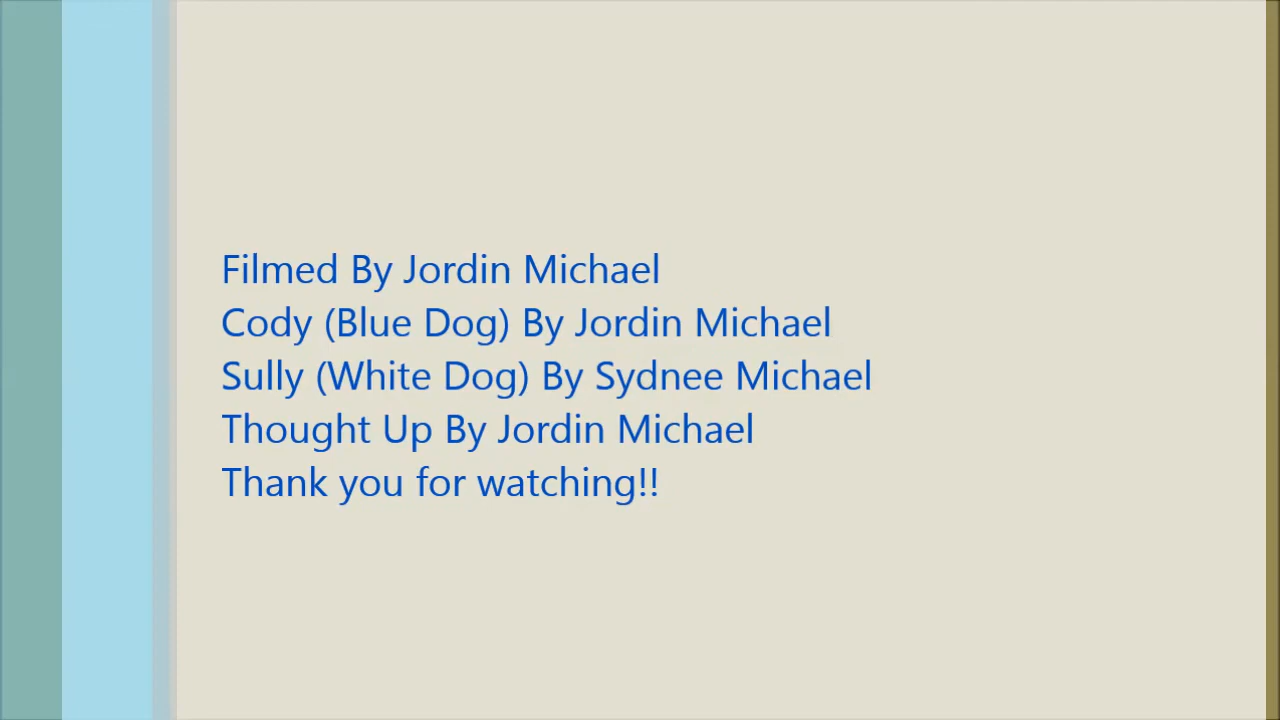 Filmed By Jordin Michael
Cody (Blue Dog) By Jordin Michael
Sully (White Dog) By Sydnee Michael
Thought Up By Jordin Michael
Thank you for watching!!